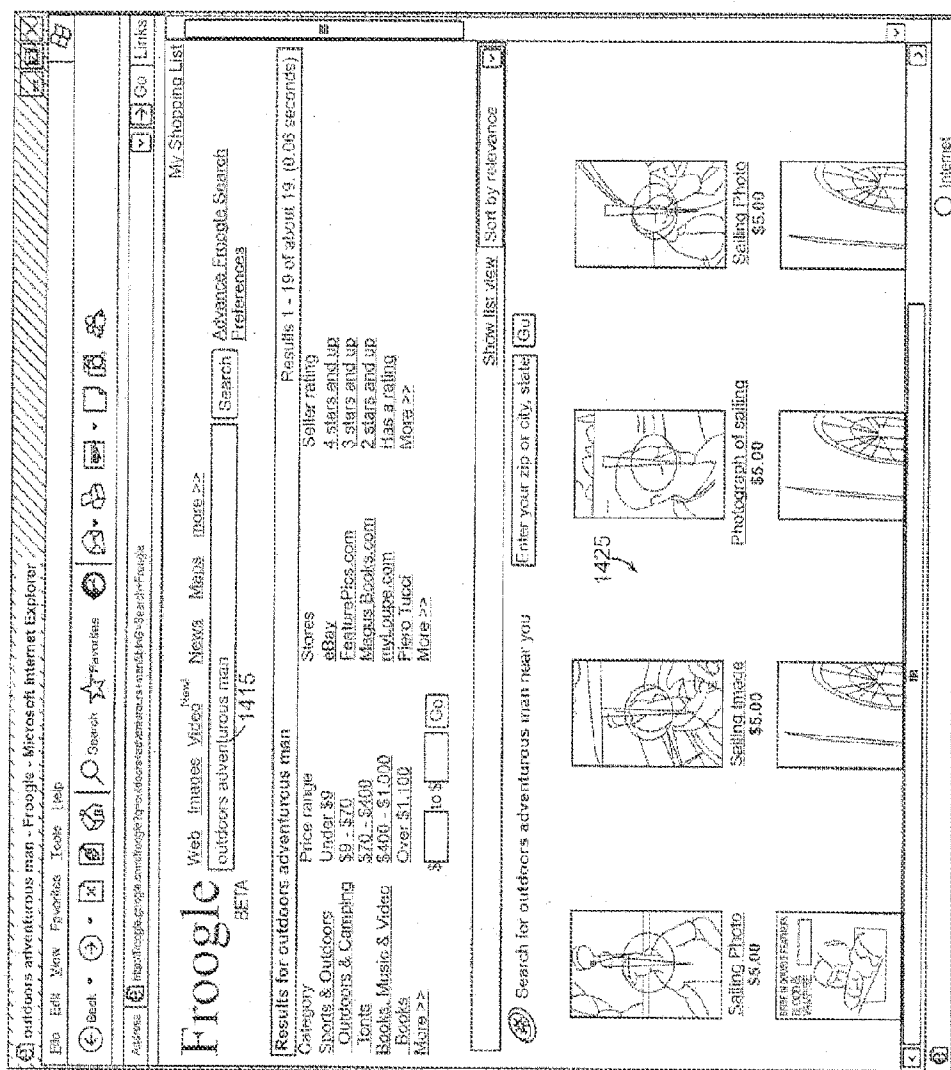 outdoors adventurous man - Froogle - Microsoft Internet Explorer
File Edit View Favorites Tools Help
Back Search Favorites
Address Go Links
My Shopping List
Froogle
BETA
Web Images Video New! News Maps more >>
outdoors adventurous man Search
Advance Froogle Search
Preferences
1415
Results for outdoors adventurous man Results 1 - 19 of about 19. (0.06 seconds)
Category
Sports & Outdoors
Outdoors & Camping
Tents
Books, Music & Video
Books
More >>
Price range
Under $9
$9 - $70
$70 - $400
$400 - $1,000
Over $1,100
$ to $ Go
Stores
eBay
FeaturePics.com
Magus Books.com
myLoupe.com
Piero Tucci
More >>
Seller rating
4 stars and up
3 stars and up
2 stars and up
Has a rating
More >>
Show list view Sort by relevance
Search for outdoors adventurous man near you Enter your zip or city, state Go
1425
Sailing Photo
$5.00
Sailing Image
$5.00
Photograph of sailing
$5.00
Sailing Photo
$5.00
Internet